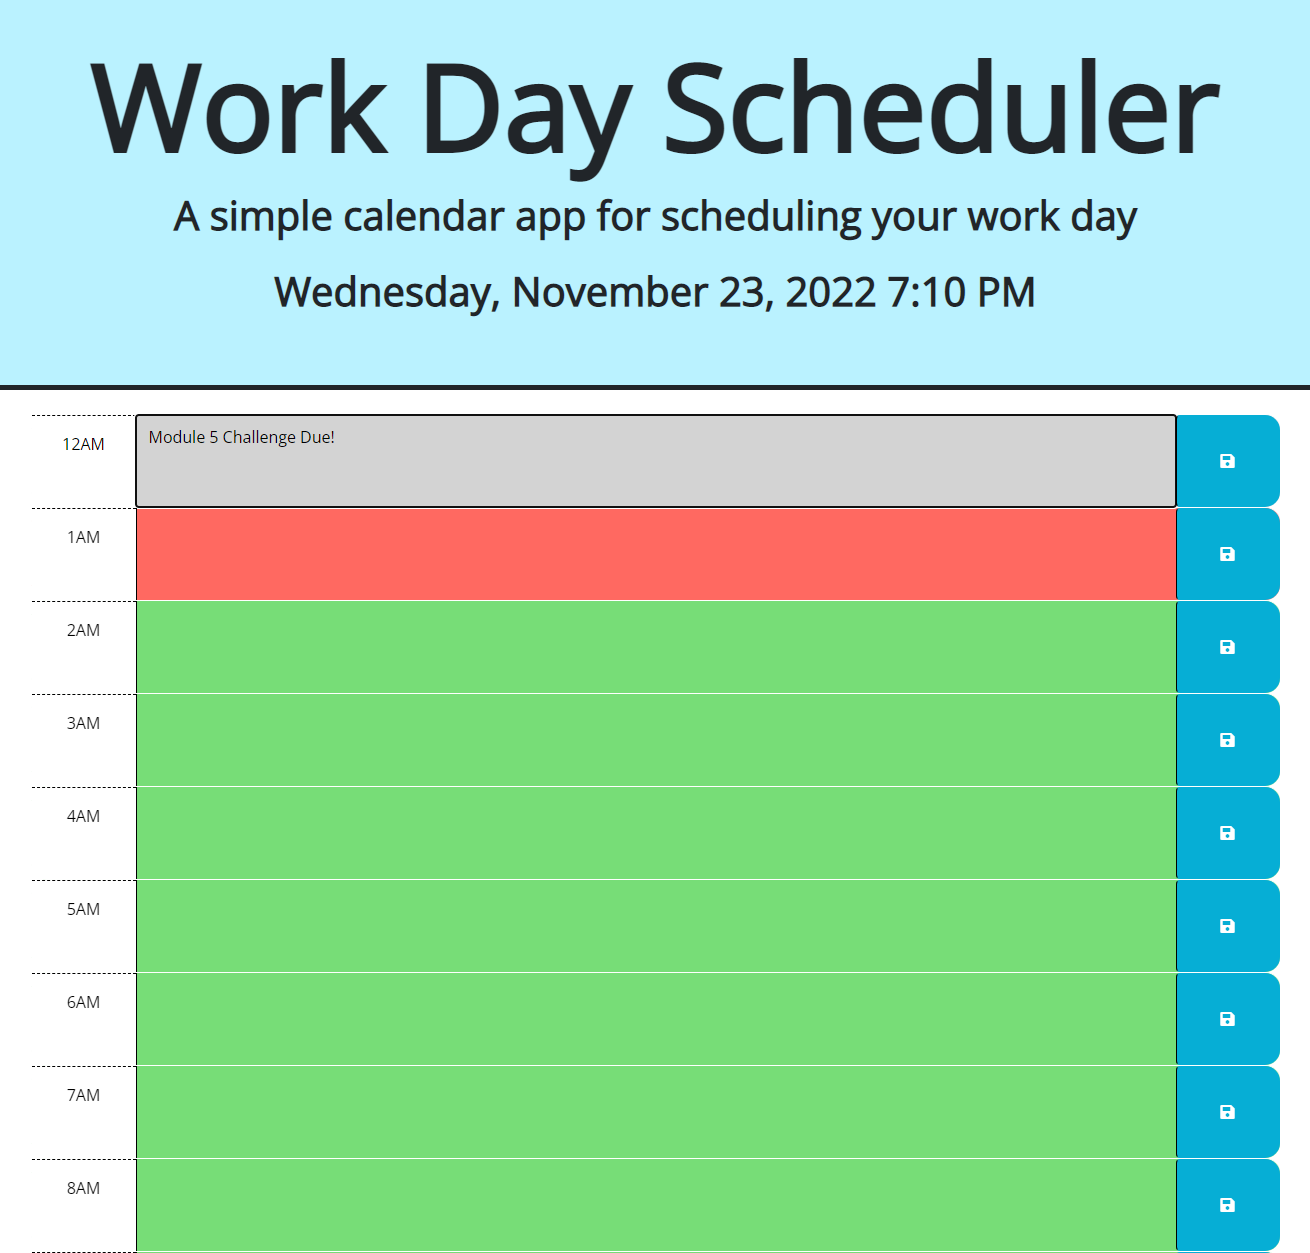 Work Day Scheduler
A simple calendar app for scheduling your work day
Wednesday, November 23, 2022 7:10 PM
12AM
Module 5 Challenge Due!
1AM
2AM
3AM
4AM
5AM
6AM
7AM
8AM